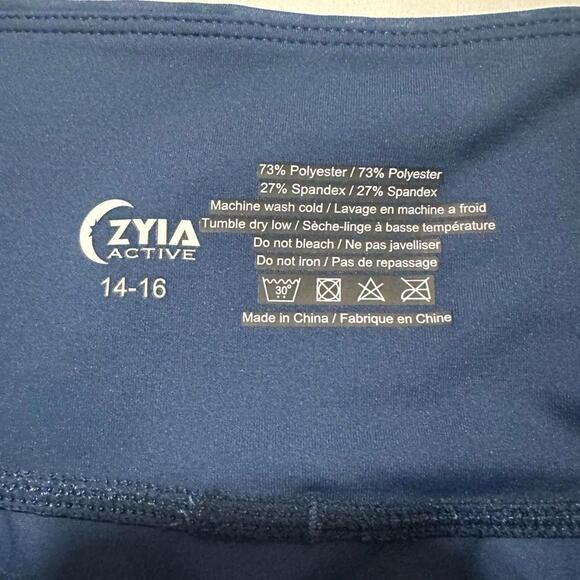 ZYIA
ACTIVE
14-16
73% Polyester / 73% Polyester
27% Spandex / 27% Spandex
Machine wash cold / Lavage en machine a froid
Tumble dry low / Sèche-linge à basse température
Do not bleach / Ne pas javelliser
Do not iron / Pas de repassage
30°
Made in China / Fabrique en Chine